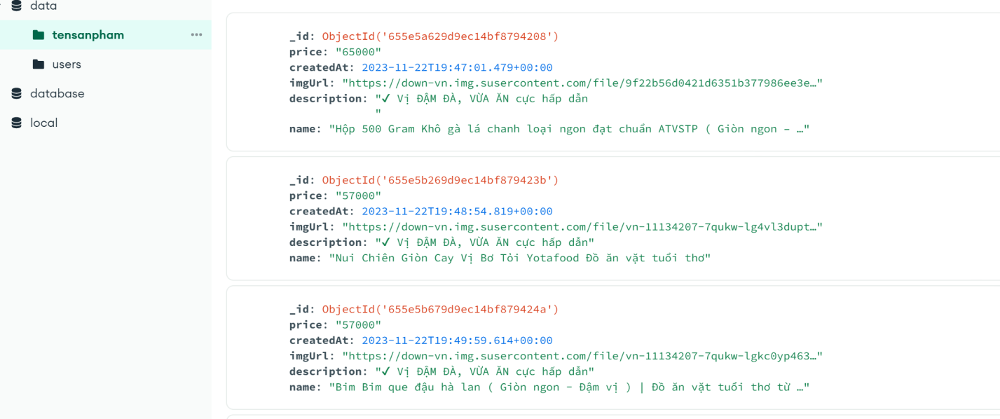 data
tensanpham
users
database
local
_id: ObjectId('655e5a629d9ec14bf8794208')
price: "65000"
createdAt: 2023-11-22T19:47:01.479+00:00
imgUrl: "https://down-vn.img.susercontent.com/file/9f22b56d0421d6351b377986ee3e…"
description: "✔ Vị ĐẬM ĐÀ, VỪA ĂN cực hấp dẫn
"
name: "Hộp 500 Gram Khô gà lá chanh loại ngon đạt chuẩn ATVSTP ( Giòn ngon – …"
_id: ObjectId('655e5b269d9ec14bf879423b')
price: "57000"
createdAt: 2023-11-22T19:48:54.819+00:00
imgUrl: "https://down-vn.img.susercontent.com/file/vn-11134207-7qukw-lg4vl3dupt…"
description: "✔ Vị ĐẬM ĐÀ, VỪA ĂN cực hấp dẫn"
name: "Nui Chiên Giòn Cay Vị Bơ Tỏi Yotafood Đồ ăn vặt tuổi thơ"
_id: ObjectId('655e5b679d9ec14bf879424a')
price: "57000"
createdAt: 2023-11-22T19:49:59.614+00:00
imgUrl: "https://down-vn.img.susercontent.com/file/vn-11134207-7qukw-lgkc0yp463…"
description: "✔ Vị ĐẬM ĐÀ, VỪA ĂN cực hấp dẫn"
name: "Bim Bim que đậu hà lan ( Giòn ngon - Đậm vị ) | Đồ ăn vặt tuổi thơ từ …"